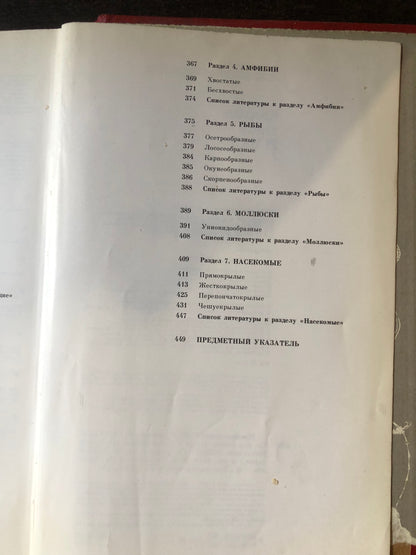 367 Раздел 4. АМФИБИИ
369 Хвостатые
371 Бесхвостые
374 Список литературы к разделу «Амфибии»
375 Раздел 5. РЫБЫ
377 Осетрообразные
379 Лососеобразные
384 Карпообразные
385 Окунеобразные
386 Скорпенообразные
388 Список литературы к разделу «Рыбы»
389 Раздел 6. МОЛЛЮСКИ
391 Унионидообразные
408 Список литературы к разделу «Моллюски»
409 Раздел 7. НАСЕКОМЫЕ
411 Прямокрылые
413 Жесткокрылые
425 Перепончатокрылые
431 Чешуекрылые
447 Список литературы к разделу «Насекомые»
449 ПРЕДМЕТНЫЙ УКАЗАТЕЛЬ